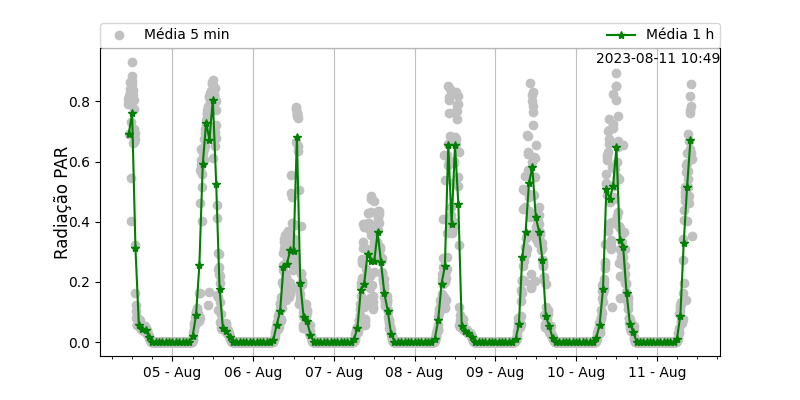 Média 5 min
Média 1 h
2023-08-11 10:49
Radiação PAR
0.8
0.6
0.4
0.2
0.0
05 - Aug
06 - Aug
07 - Aug
08 - Aug
09 - Aug
10 - Aug
11 - Aug